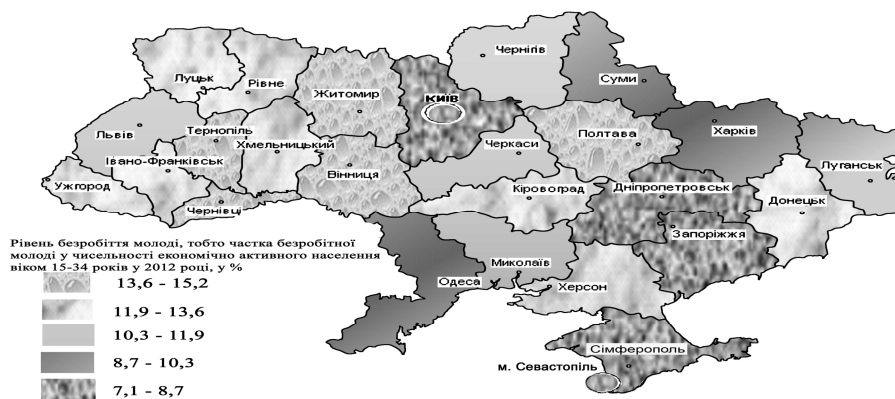 Чернігів
Луцьк
Рівне
Житомир
київ
Суми
Львів
Тернопіль
Хмельницький
Полтава
Харків
Івано-Франківськ
Вінниця
Черкаси
Луганськ
Ужгород
Чернівці
Кіровоград
Дніпропетровськ
Донецьк
Запоріжжя
Миколаїв
Одеса
Херсон
Сімферополь
м. Севастопіль
Рівень безробіття молоді, тобто частка безробітної
молоді у чисельності економічно активного населення
віком 15-34 років у 2012 році, у %
13,6 - 15,2
11,9 - 13,6
10,3 - 11,9
8,7 - 10,3
7,1 - 8,7